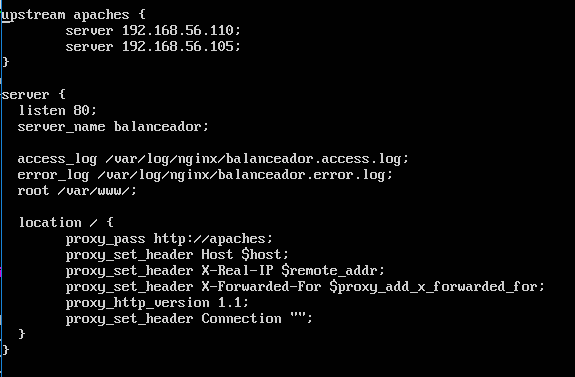 upstream apaches {
        server 192.168.56.110;
        server 192.168.56.105;
}

server {
  listen 80;
  server_name balanceador;

  access_log /var/log/nginx/balanceador.access.log;
  error_log /var/log/nginx/balanceador.error.log;
  root /var/www/;

  location / {
        proxy_pass http://apaches;
        proxy_set_header Host $host;
        proxy_set_header X-Real-IP $remote_addr;
        proxy_set_header X-Forwarded-For $proxy_add_x_forwarded_for;
        proxy_http_version 1.1;
        proxy_set_header Connection "";
  }
}